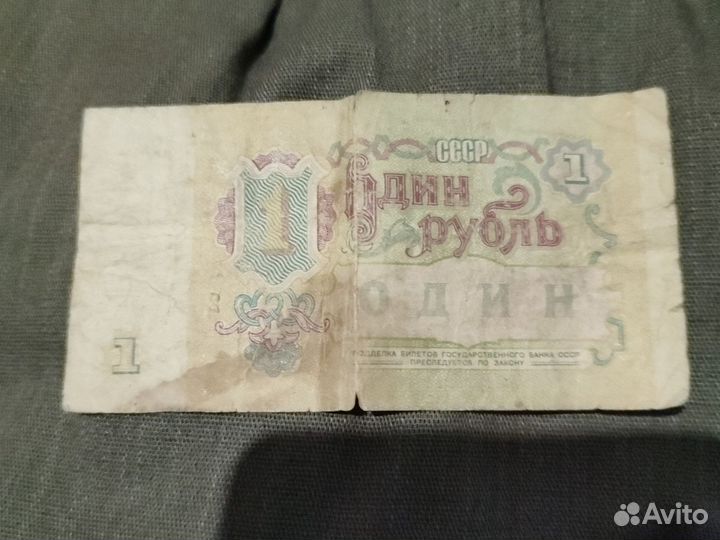 СССР
1
1
Один
рубль
ОДИН
1
ПОДДЕЛКА БИЛЕТОВ ГОСУДАРСТВЕННОГО БАНКА СССР
ПРЕСЛЕДУЕТСЯ ПО ЗАКОНУ
Avito